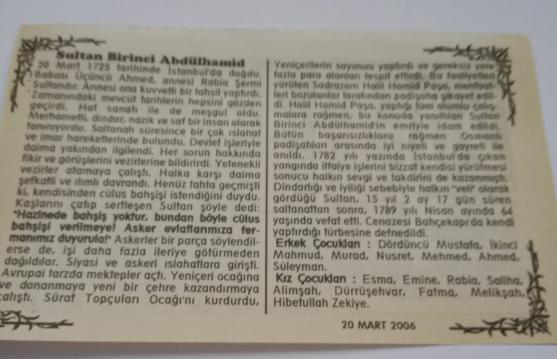 Sultan Birinci Abdülhamid
20 Mart 1725 tarihinde İstanbul'da doğdu.
Babası Üçüncü Ahmed, annesi Rabia Şermi
Sultandır. Annesi ona kuvvetli bir tahsil yaptırdı.
Zamanındaki mevcut tarihlerin hepsini gözden
geçirdi. Hat sanatı ile de meşgul oldu.
Merhametli, dindar, nazik ve saf bir insan olarak
tanınıyordu. Saltanatı süresince bir çok ıslahat
ve imar hareketlerinde bulundu. Devlet işleriyle
daima yakından ilgilendi. Her sorun hakkında
fikir ve görüşlerini vezirlerine bildirirdi. Yetenekli
vezirler atamaya çalıştı. Halka karşı daima
şefkatli ve ılımlı davrandı. Henüz tahta geçmişti
ki, kendisinden cülus bahşişi istendiğini duydu.
Kaşlarını çatıp sertleşen Sultan şöyle dedi:
"Hazinede bahşiş yoktur, bundan böyle cülus
bahşişi verilmeye! Asker evlatlarımıza fer-
manımız duyurula!" Askerler bir parça söylendil-
erse de, işi daha fazla ileriye götürmeden
dağıldılar. Siyasi ve askeri ıslahatlara girişti.
Avrupai tarzda mektepler açtı. Yeniçeri ocağına
ve donanmaya yeni bir çehre kazandırmaya
çalıştı. Sürat Topçuları Ocağı'nı kurdurdu,
Yeniçerilerin sayımını yaptırdı ve gereksiz yere
fazla para alanları tespit ettirdi. Bu faaliyetleri
yürüten Sadrazam Halil Hamid Paşa, menfaat-
leri bozulanlar tarafından padişaha şikayet edil-
di. Halil Hamid Paşa, yaptığı tüm olumlu çalış-
malara rağmen, bu konuda yanıltılan Sultan
Birinci Abdülhamid'in emriyle idam edildi.
Bütün başarısızlıklara rağmen Osmanlı
padişahları arasında iyi niyeti ve gayreti ile
anıldı. 1782 yılı yazında İstanbul'da çıkan
yangında itfaiye işlerini bizzat kendisi yürütmesi
sonucu halkın sevgi ve takdirini de kazanmıştı.
Dindarlığı ve iyiliği sebebiyle halkın "veli" olarak
gördüğü Sultan, 15 yıl 2 ay 17 gün süren
saltanattan sonra, 1789 yılı Nisan ayında 64
yaşında vefat etti. Cenazesi Bahçekapı'da kendi
yaptırdığı türbesine defnedildi.
Erkek Çocukları : Dördüncü Mustafa, İkinci
Mahmud, Murad, Nusret, Mehmed, Ahmed,
Süleyman.
Kız Çocukları : Esma, Emine, Rabia, Saliha,
Alimşah, Dürrüşehvar, Fatma, Melikşah,
Hibetullah Zekiye.
20 MART 2006